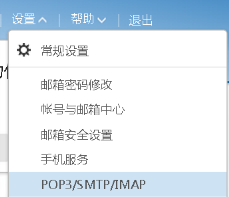 设置 | 帮助 | 退出
常规设置
邮箱密码修改
帐号与邮箱中心
邮箱安全设置
手机服务
POP3/SMTP/IMAP